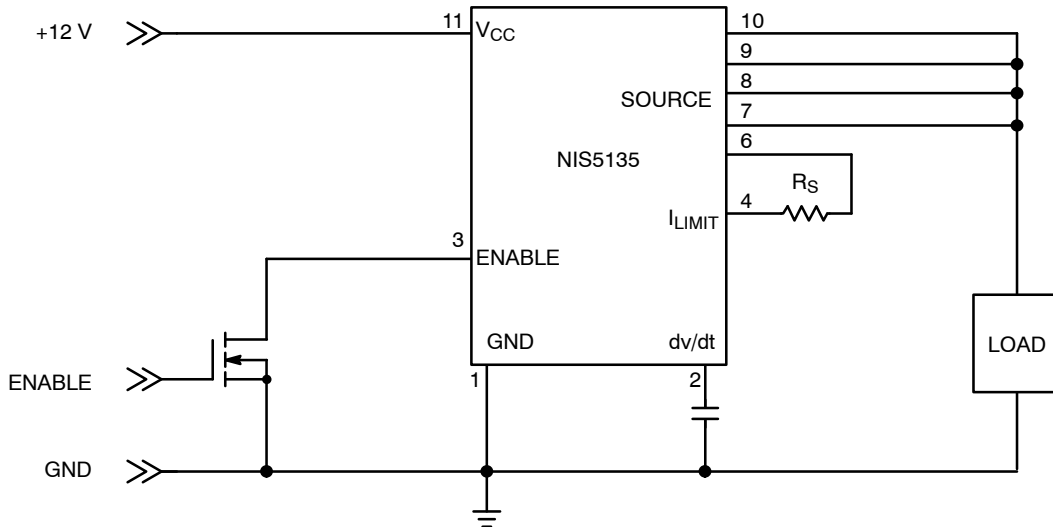 +12 V
11
VCC
10
9
8
SOURCE
7
NIS5135
6
RS
4
ILIMIT
3
ENABLE
GND
dv/dt
LOAD
ENABLE
1
2
GND